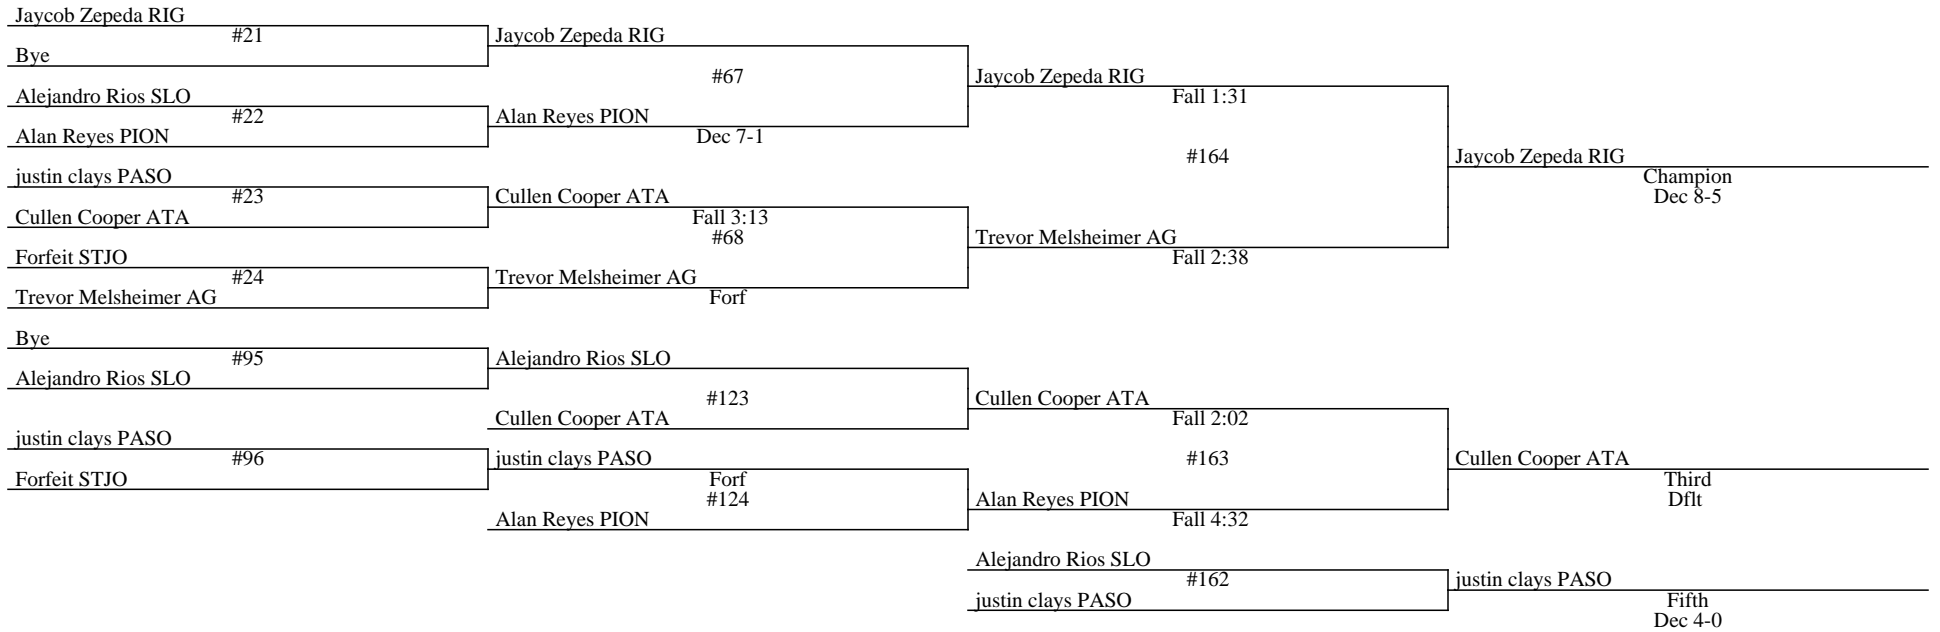 Jaycob Zepeda RIG
#21
Jaycob Zepeda RIG
Bye
#67
Jaycob Zepeda RIG
Alejandro Rios SLO
Fall 1:31
#22
Alan Reyes PION
Alan Reyes PION
Dec 7-1
#164
Jaycob Zepeda RIG
justin clays PASO
Champion
#23
Cullen Cooper ATA
Dec 8-5
Cullen Cooper ATA
Fall 3:13
#68
Trevor Melsheimer AG
Forfeit STJO
Fall 2:38
#24
Trevor Melsheimer AG
Trevor Melsheimer AG
Forf
Bye
#95
Alejandro Rios SLO
Alejandro Rios SLO
#123
Cullen Cooper ATA
Cullen Cooper ATA
Fall 2:02
justin clays PASO
#96
justin clays PASO
#163
Cullen Cooper ATA
Forfeit STJO
Forf
Third
#124
Alan Reyes PION
Dflt
Alan Reyes PION
Fall 4:32
Alejandro Rios SLO
#162
justin clays PASO
justin clays PASO
Fifth
Dec 4-0